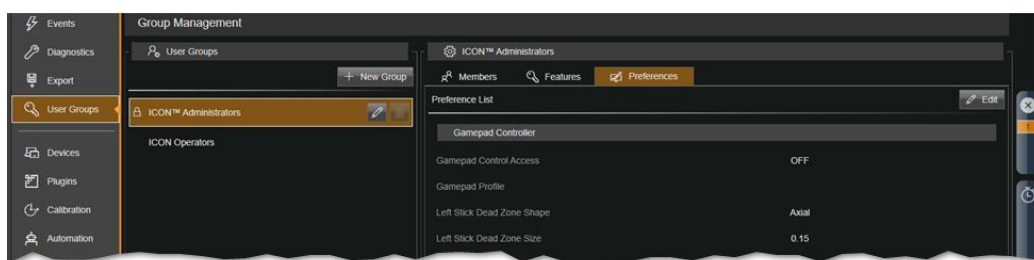 Events
Diagnostics
Export
User Groups
Devices
Plugins
Calibration
Automation
Group Management
User Groups
+ New Group
ICON™ Administrators
ICON Operators
ICON™ Administrators
Members Features Preferences
Preference List Edit
Gamepad Controller
Gamepad Control Access OFF
Gamepad Profile
Left Stick Dead Zone Shape Axial
Left Stick Dead Zone Size 0.15
1